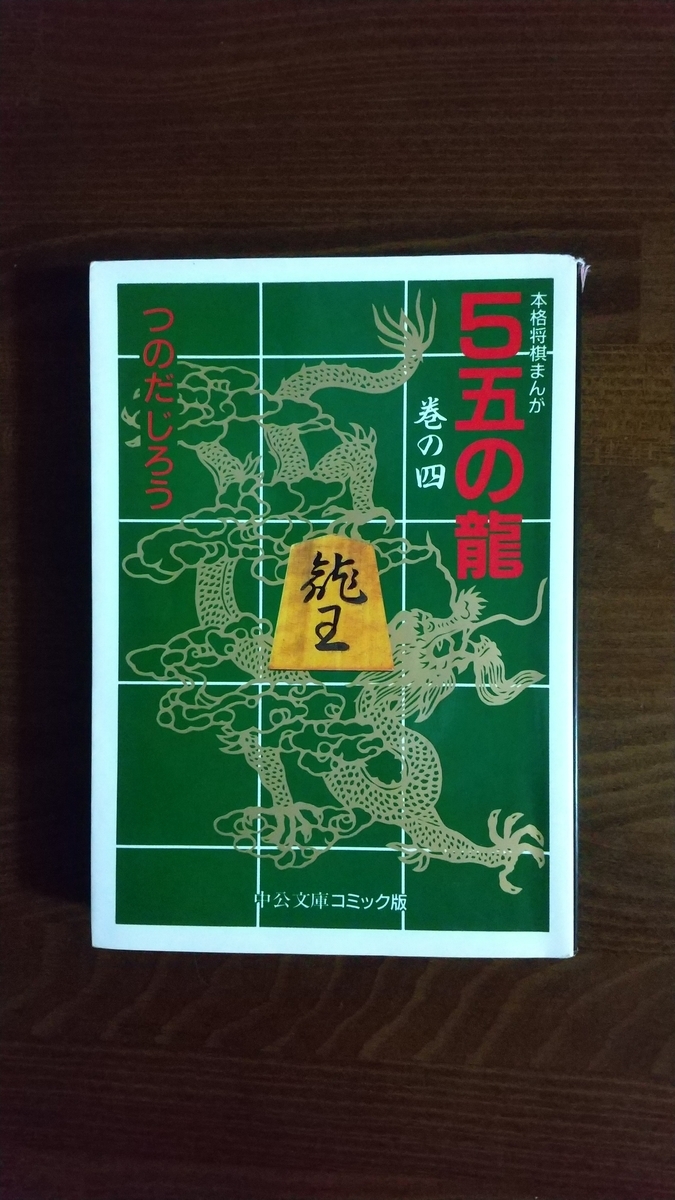 本格将棋まんが
5五の龍
巻の四
つのだじろう
龍王
中公文庫コミック版